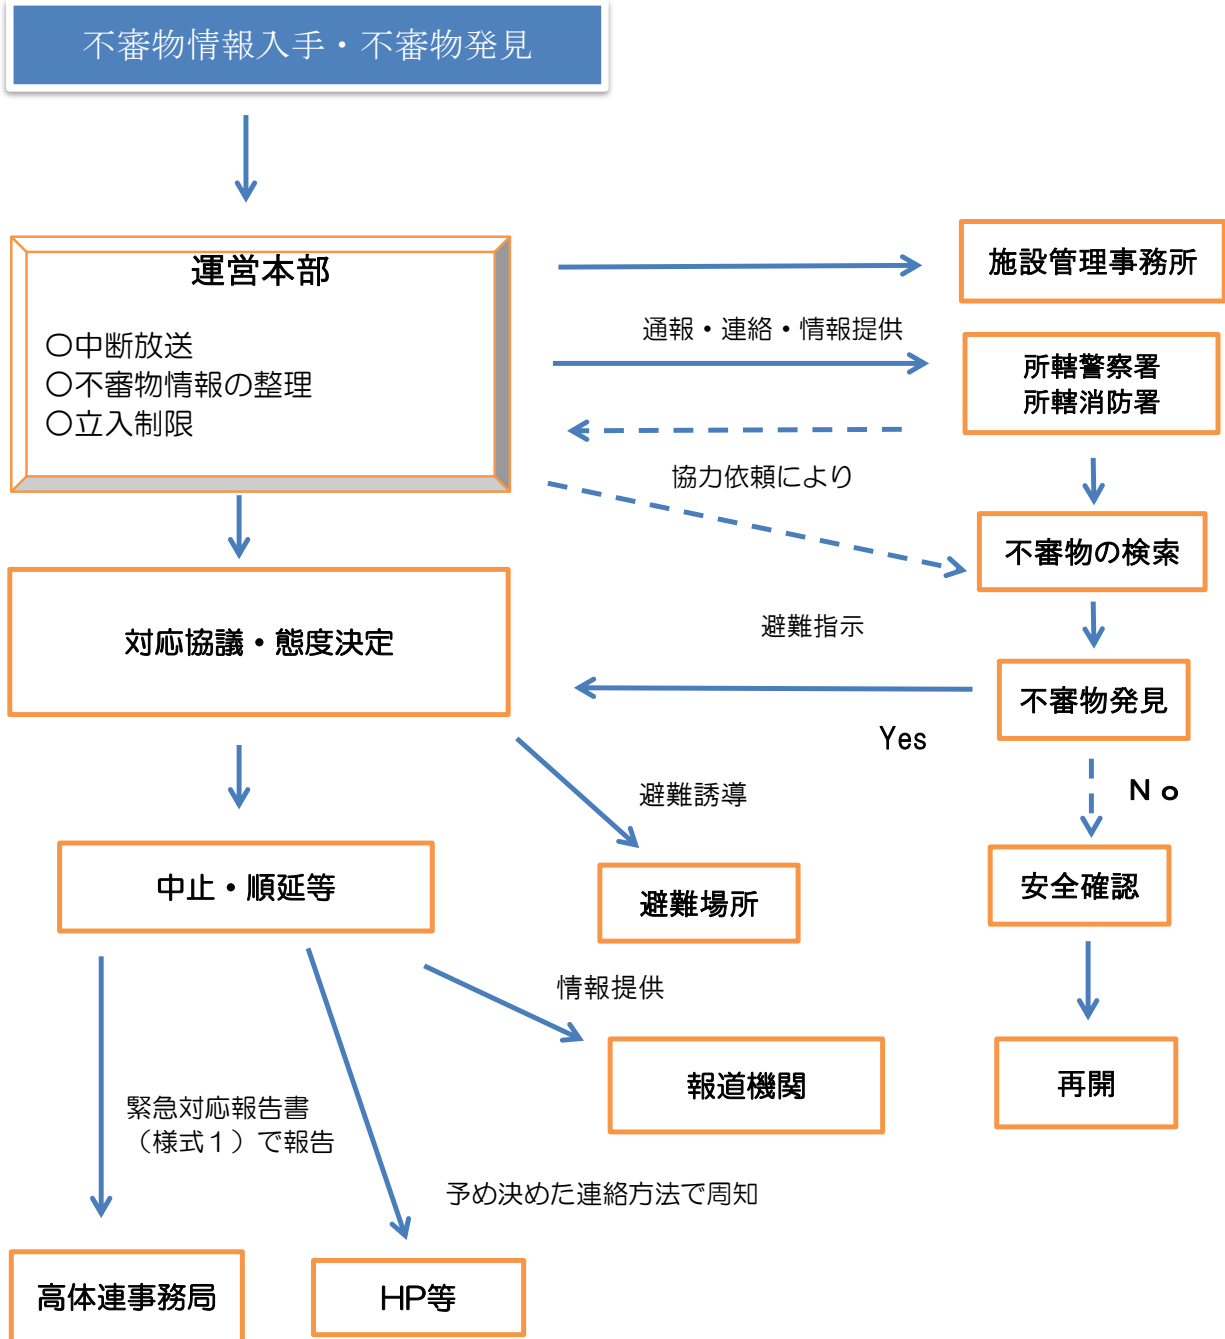 不審物情報入手・不審物発見
運営本部
〇中断放送
〇不審物情報の整理
〇立入制限
施設管理事務所
通報・連絡・情報提供
所轄警察署
所轄消防署
協力依頼により
不審物の検索
対応協議・態度決定
避難指示
不審物発見
Yes
Ｎｏ
避難誘導
中止・順延等
避難場所
安全確認
情報提供
報道機関
再開
緊急対応報告書
（様式１）で報告
予め決めた連絡方法で周知
高体連事務局
HP等